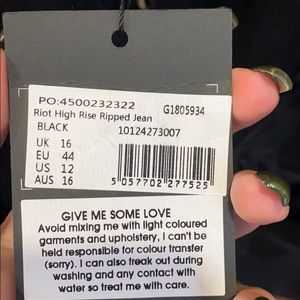 PO:4500232322 G1805934
Riot High Rise Ripped Jean
BLACK 10124273007
UK 16
EU 44
US 12
AUS 16
5 057702 277525
GIVE ME SOME LOVE
Avoid mixing me with light coloured
garments and upholstery, I can't be
held responsible for colour transfer
(sorry). I can also freak out during
washing and any contact with
water so treat me with care.